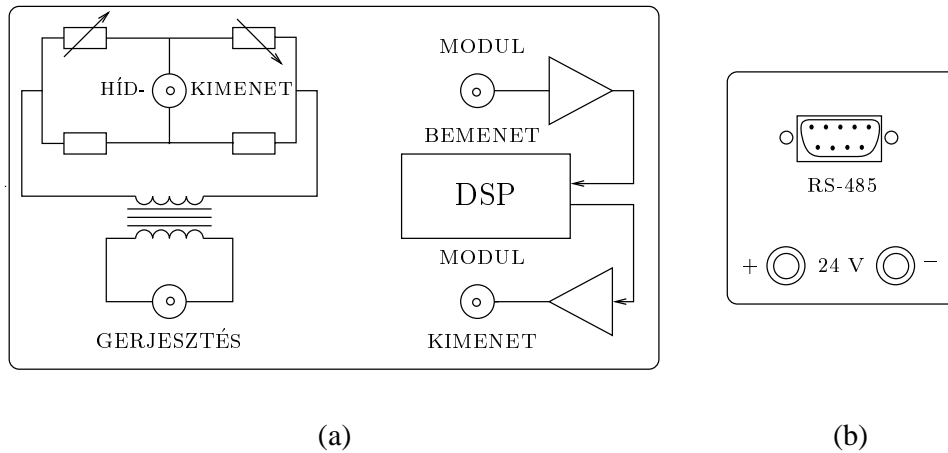 HÍD- KIMENET
GERJESZTÉS
MODUL
BEMENET
DSP
MODUL
KIMENET
RS-485
+ 24 V −
(a)
(b)